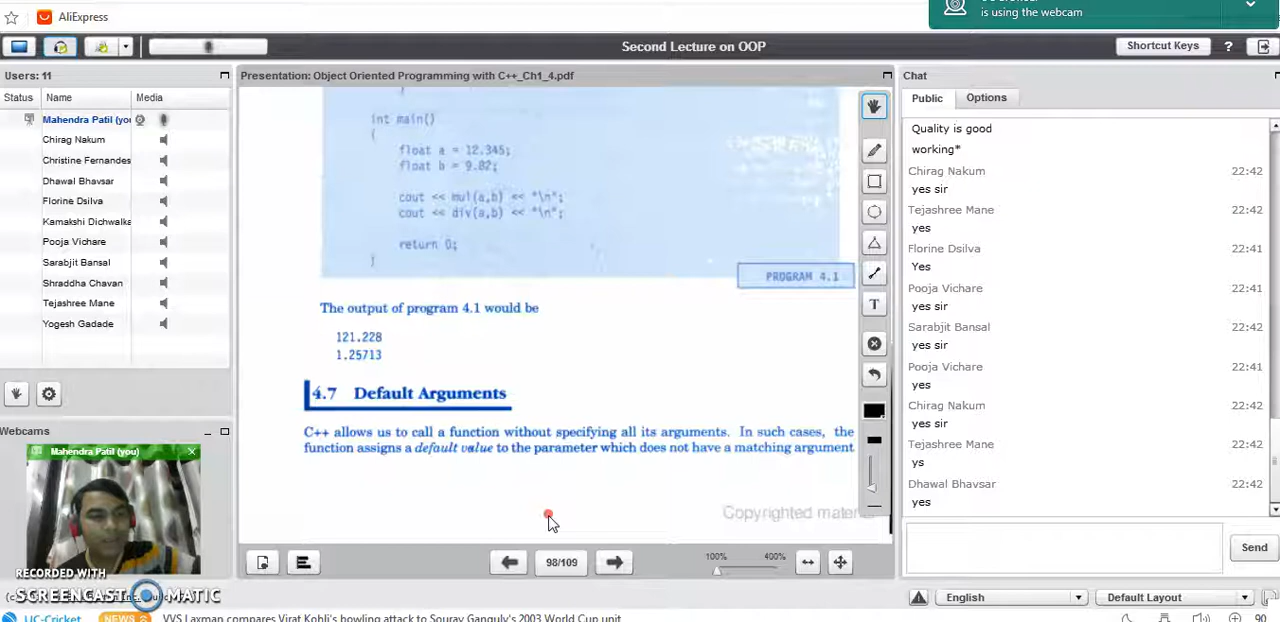 AliExpress
is using the webcam
Second Lecture on OOP
Shortcut Keys
?
Users: 11
Presentation: Object Oriented Programming with C++_Ch1_4.pdf
Chat
Status Name Media
Mahendra Patil (you
Chirag Nakum
Christine Fernandes
Dhawal Bhavsar
Florine Dsilva
Kamakshi Dichwalka
Pooja Vichare
Sarabjit Bansal
Shraddha Chavan
Tejashree Mane
Yogesh Gadade
Webcams
Mahendra Patil (you)
RECORDED WITH
SCREENCAST MATIC
}
int main()
{
float a = 12.345;
float b = 9.82;
cout << mul(a,b) << "\n";
cout << div(a,b) << "\n";
return 0;
}
PROGRAM 4.1
The output of program 4.1 would be
121.228
1.25713
4.7 Default Arguments
C++ allows us to call a function without specifying all its arguments. In such cases, the
function assigns a default value to the parameter which does not have a matching argument
Copyrighted materi
T
98/109
100% 400%
Public Options
Quality is good
working*
Chirag Nakum 22:42
yes sir
Tejashree Mane 22:42
yes
Florine Dsilva 22:41
Yes
Pooja Vichare 22:41
yes sir
Sarabjit Bansal 22:42
yes sir
Pooja Vichare 22:41
yes
Chirag Nakum 22:42
yes sir
Tejashree Mane 22:42
ys
Dhawal Bhavsar 22:42
yes
Send
English
Default Layout
UC-Cricket NEWS VVS Laxman compares Virat Kohli's bowling attack to Sourav Ganguly's 2003 World Cup unit
90